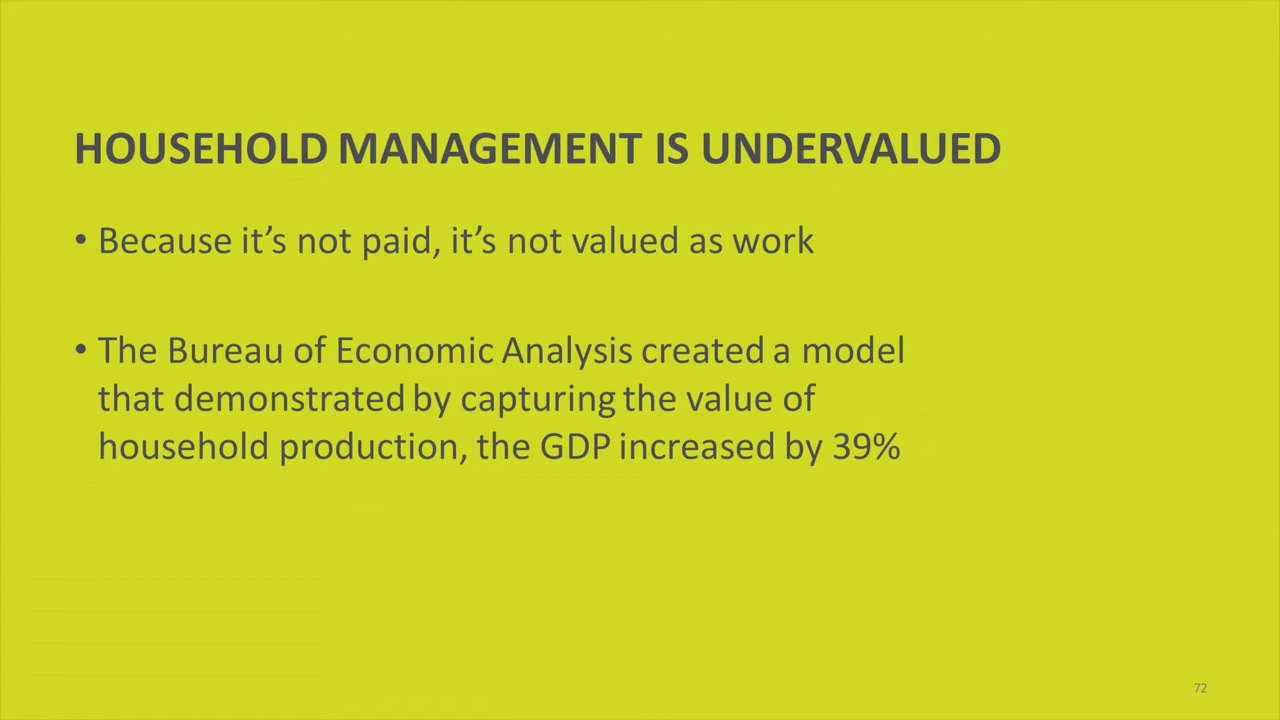 HOUSEHOLD MANAGEMENT IS UNDERVALUED
• Because it’s not paid, it’s not valued as work
• The Bureau of Economic Analysis created a model
that demonstrated by capturing the value of
household production, the GDP increased by 39%
72